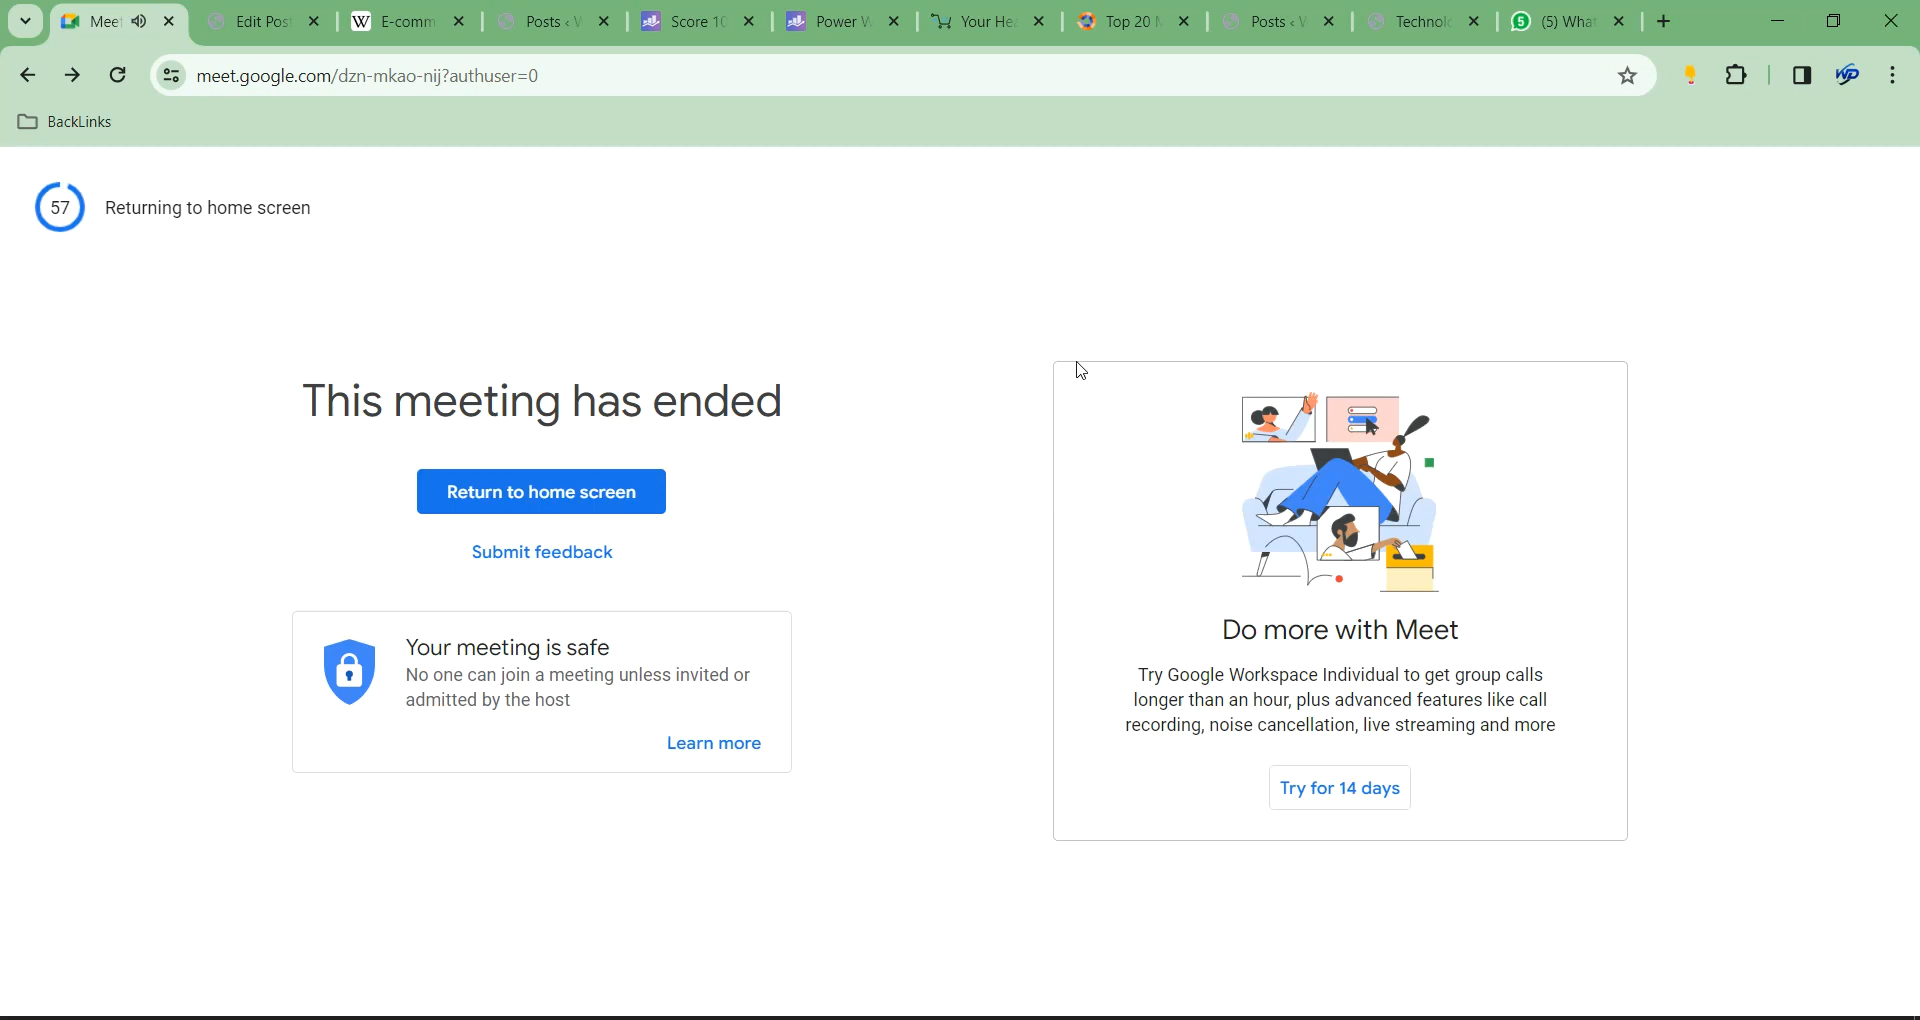 Meet
Edit Pos
W E-comm
Posts ‹
Score 10
Power W
Your He
Top 20
Posts ‹
Technol
5 (5) What
meet.google.com/dzn-mkao-nij?authuser=0
WP
BackLinks
57 Returning to home screen
This meeting has ended
Return to home screen
Submit feedback
Your meeting is safe
No one can join a meeting unless invited or
admitted by the host
Learn more
Do more with Meet
Try Google Workspace Individual to get group calls
longer than an hour, plus advanced features like call
recording, noise cancellation, live streaming and more
Try for 14 days